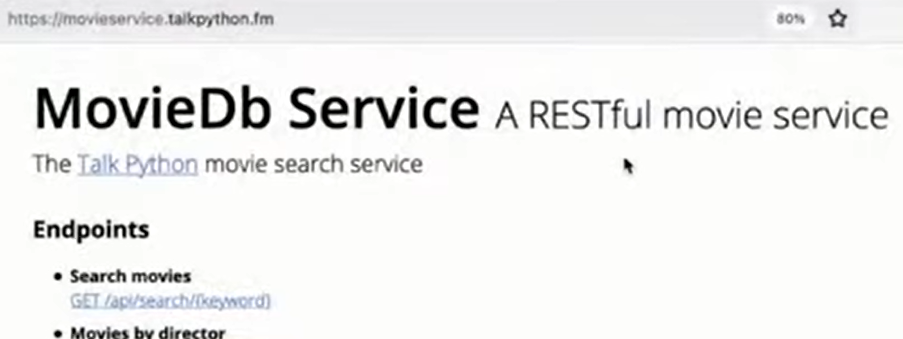 https://movieservice.talkpython.fm
80%
MovieDb Service A RESTful movie service
The Talk Python movie search service
Endpoints
• Search movies
GET /api/search/{keyword}
• Movies by director